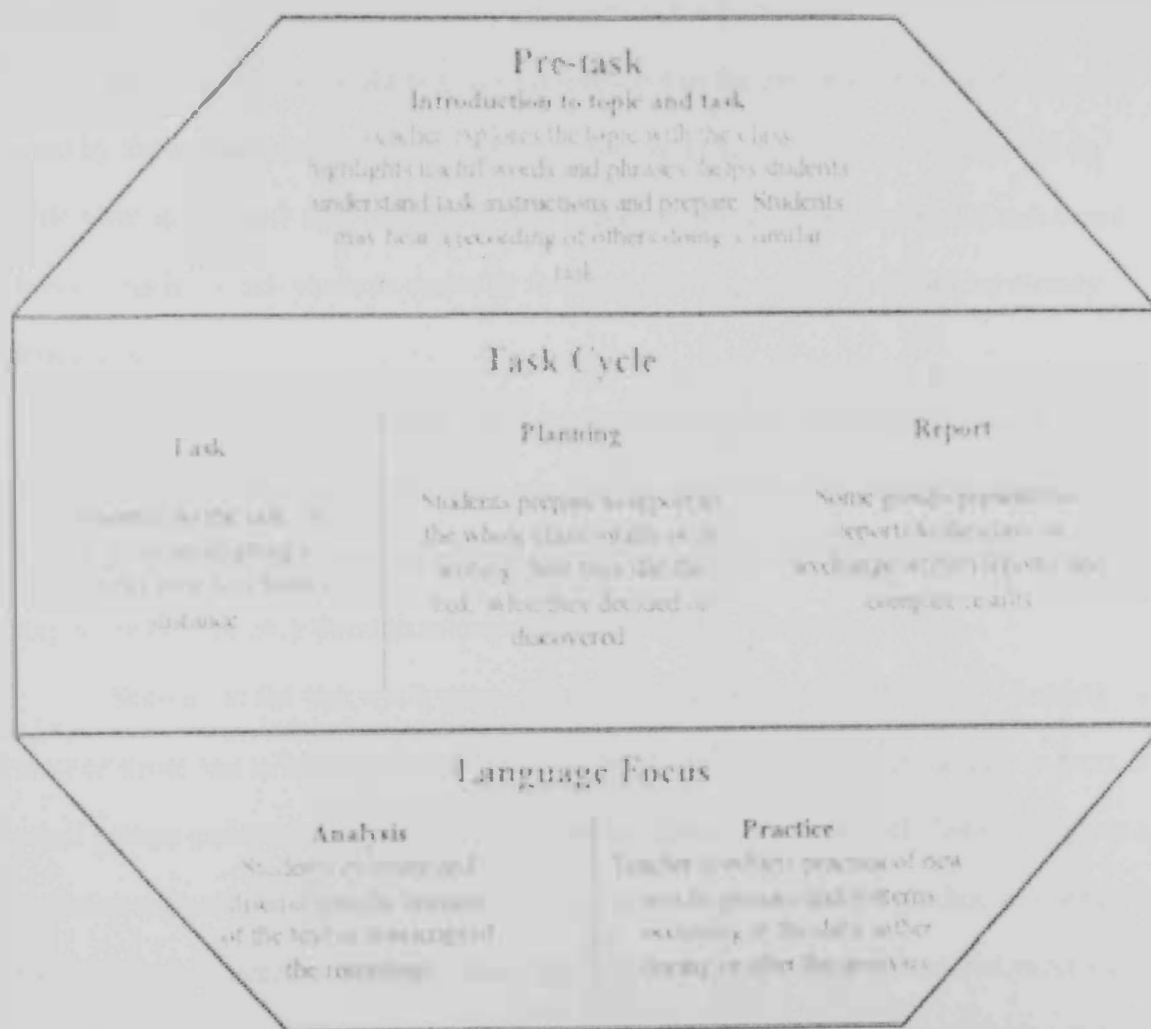 Pre-task
Introduction to topic and task
Teacher explores the topic with the class,
highlights useful words and phrases, helps students
understand task instructions and prepare. Students
may hear a recording of others doing a similar
task
Task Cycle
Task
Planning
Report
Students do the task, in
distance
Students prepare to report to
the whole class
how they did the
task, what they decided or
discovered
Some groups
reports to the class, or
exchange written reports and
compare results
Language Focus
Analysis
Practice
Students examine and
discuss specific features
of the text or transcript of
the recording
Teacher conducts practice of new
words, phrases and patterns
occurring in the data, either
during or after the analysis